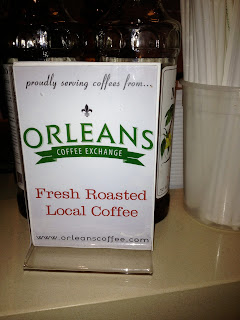 proudly serving coffees from...
ORLEANS
COFFEE EXCHANGE
Fresh Roasted
Local Coffee
www.orleanscoffee.com